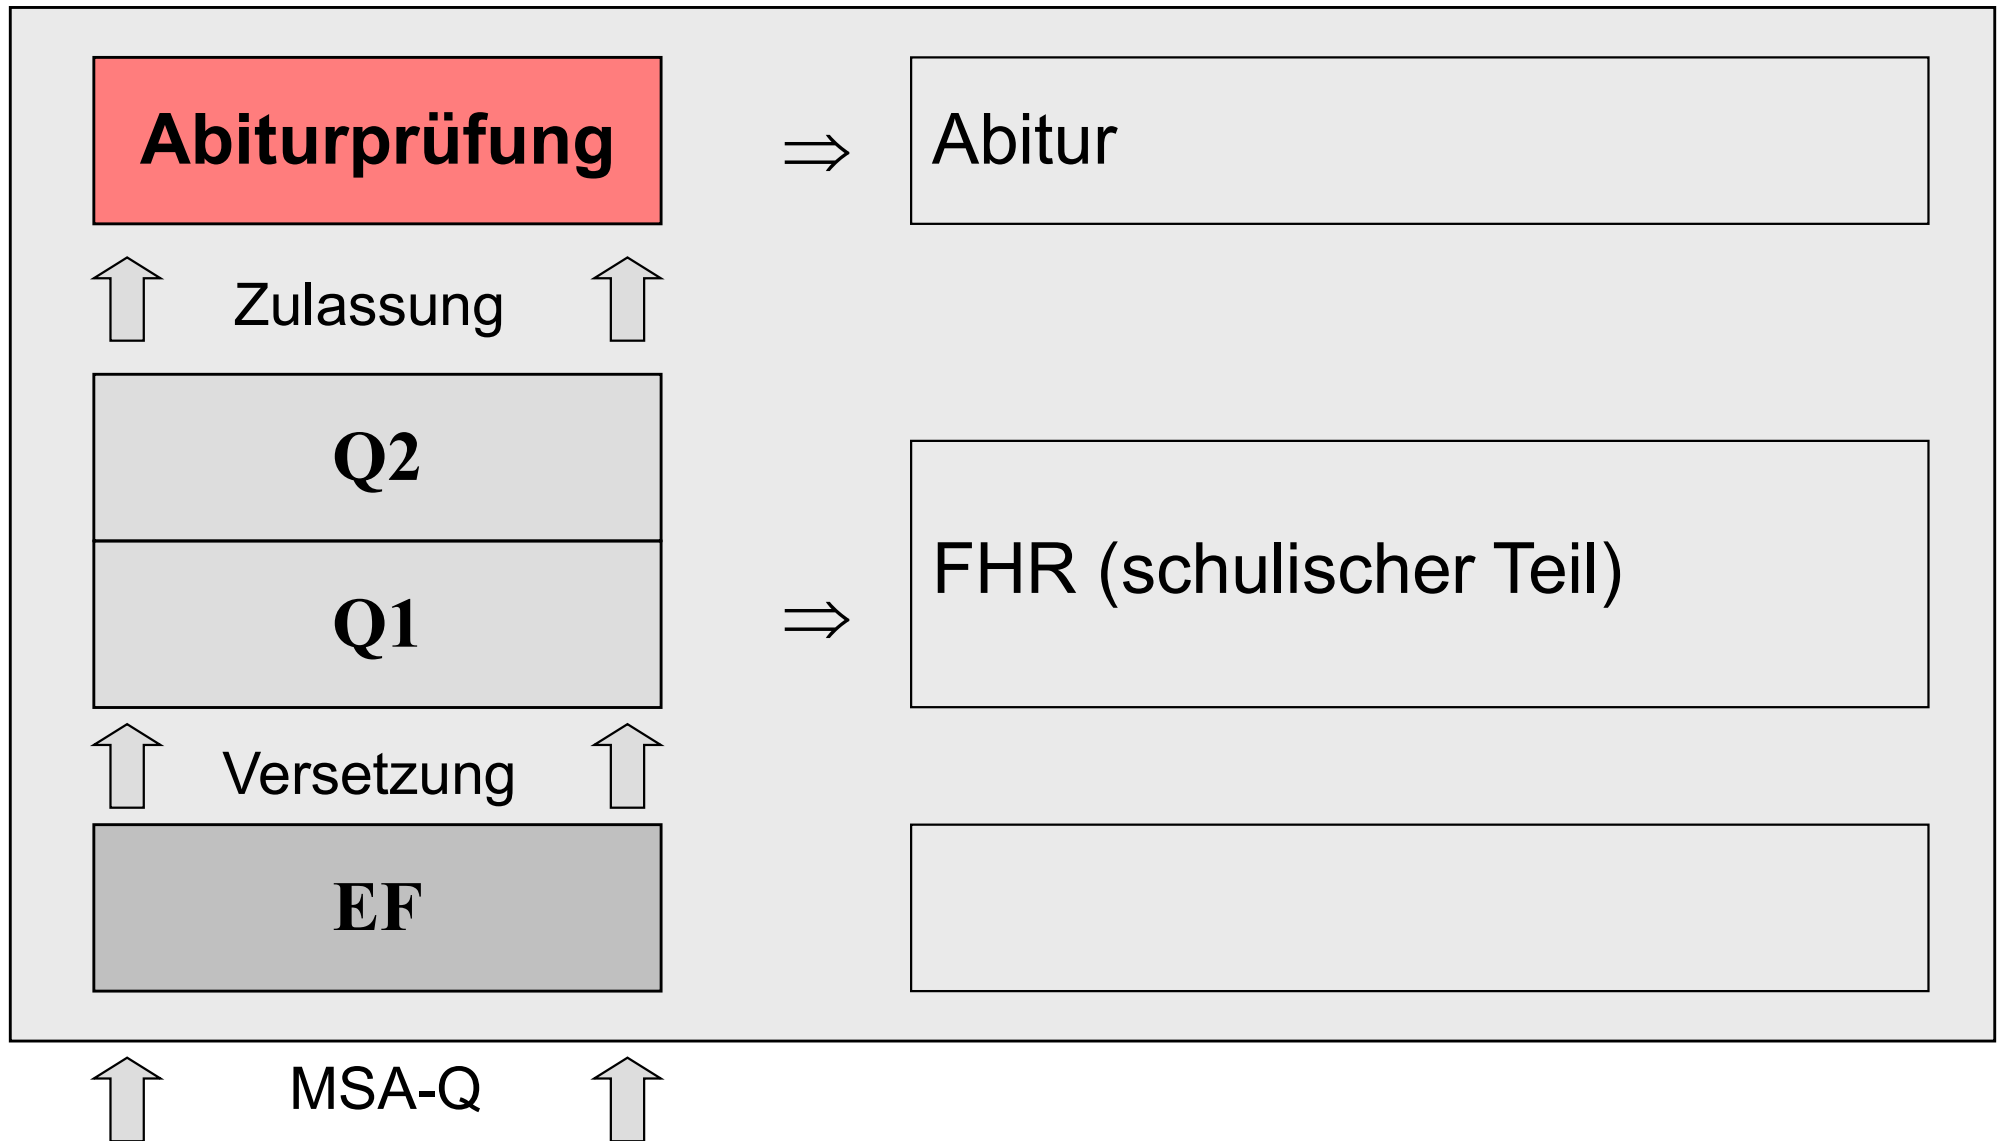 Abiturprüfung
⇒
Abitur
Zulassung
Q2
Q1
⇒
FHR (schulischer Teil)
Versetzung
EF
MSA-Q